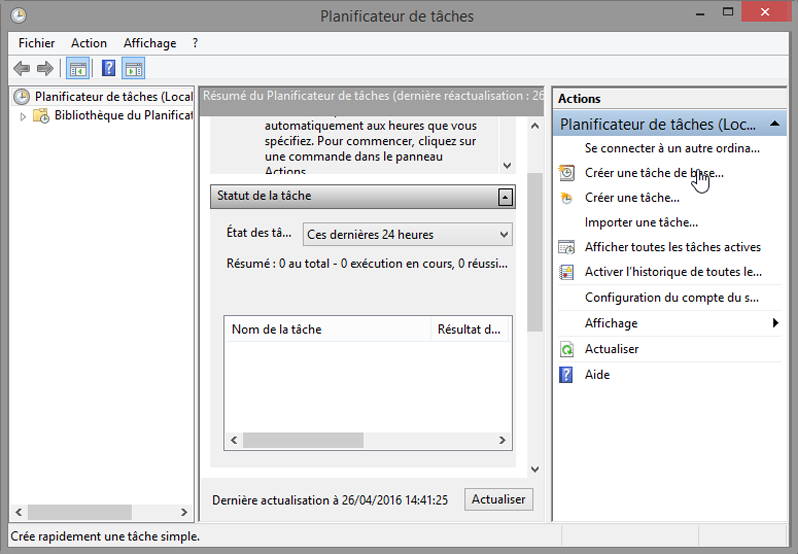 Planificateur de tâches
Fichier Action Affichage ?
Planificateur de tâches (Local
Bibliothèque du Planificat
Résumé du Planificateur de tâches (dernière réactualisation : 26
automatiquement aux heures que vous
spécifiez. Pour commencer, cliquez sur
une commande dans le panneau
Actions
Statut de la tâche
État des tâ...
Ces dernières 24 heures
Résumé : 0 au total - 0 exécution en cours, 0 réussi...
Nom de la tâche
Résultat d...
Dernière actualisation à 26/04/2016 14:41:25
Actualiser
Actions
Planificateur de tâches (Loc...
Se connecter à un autre ordina...
Créer une tâche de base...
Créer une tâche...
Importer une tâche...
Afficher toutes les tâches actives
Activer l'historique de toutes le...
Configuration du compte du s...
Affichage
Actualiser
Aide
Crée rapidement une tâche simple.